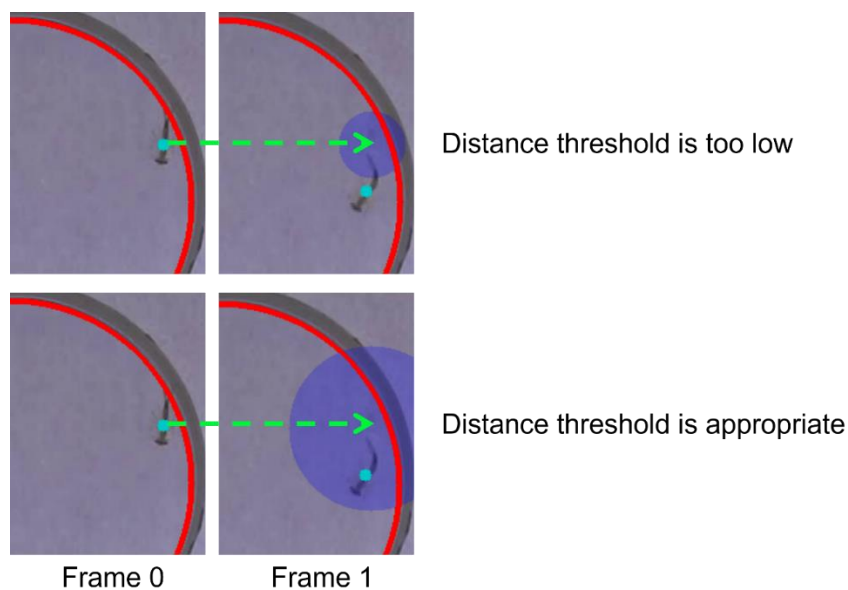 Distance threshold is too low
Distance threshold is appropriate
Frame 0
Frame 1